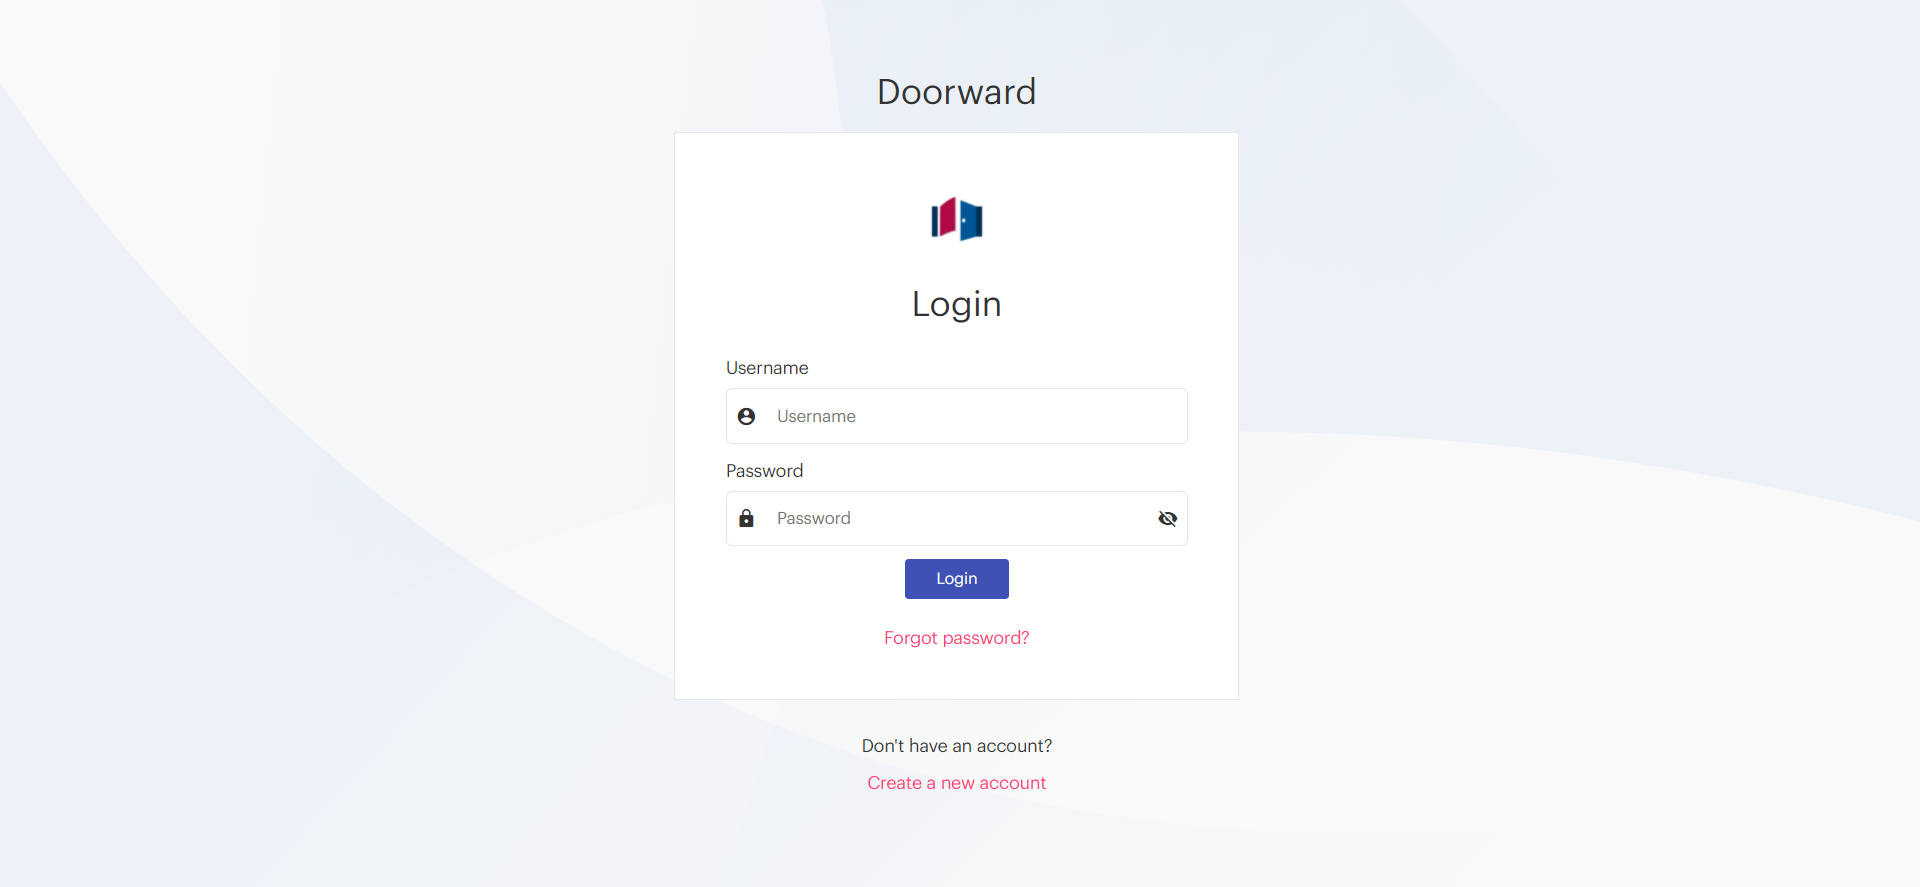 Doorward
Login
Username
Username
Password
Password
Login
Forgot password?
Don't have an account?
Create a new account